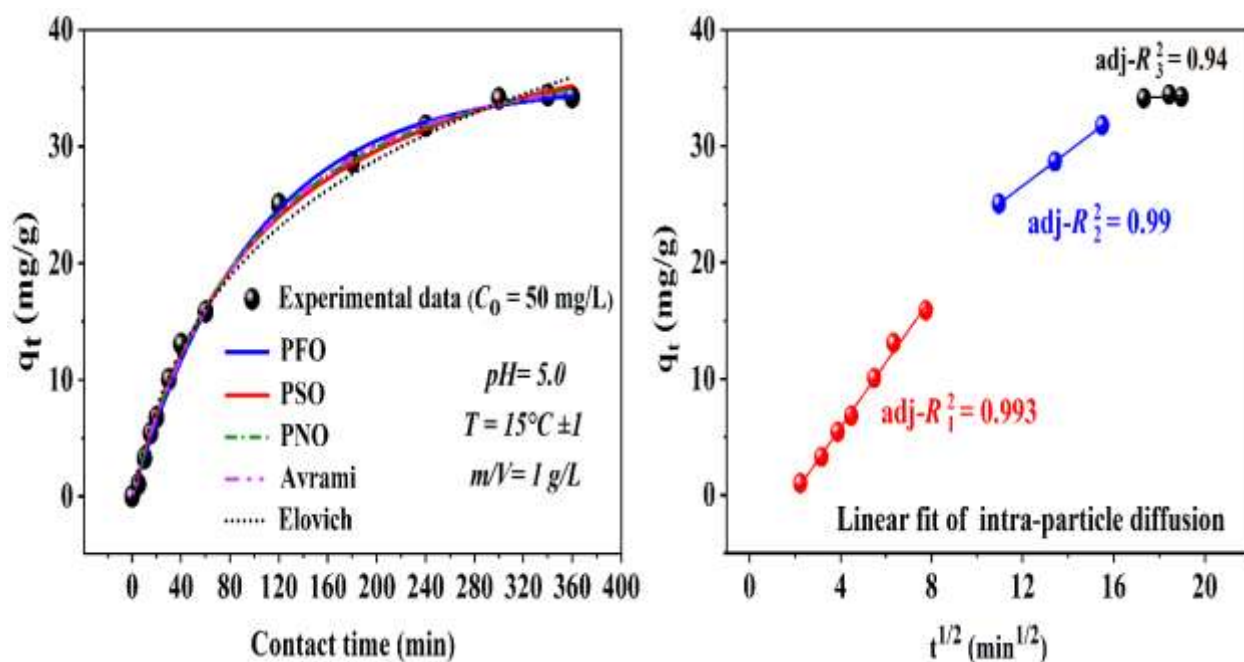 40
30
20
10
0
q_t (mg/g)
Experimental data (C_0 = 50 mg/L)
PFO
PSO
PNO
Avrami
Elovich
pH= 5.0
T = 15°C ±1
m/V= 1 g/L
0 40 80 120 160 200 240 280 320 360 400
Contact time (min)
40
30
20
10
0
q_t (mg/g)
adj-R_3^2 = 0.94
adj-R_2^2 = 0.99
adj-R_1^2 = 0.993
Linear fit of intra-particle diffusion
0 4 8 12 16 20
t^1/2 (min^1/2)